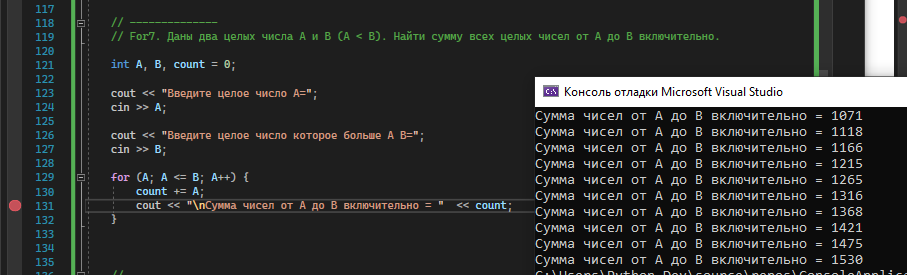 117
118 // --------------
119 // For7. Даны два целых числа A и B (A < B). Найти сумму всех целых чисел от A до B включительно.
120
121 int A, B, count = 0;
122
123 cout << "Введите целое число A=";
124 cin >> A;
125
126 cout << "Введите целое число которое больше A B=";
127 cin >> B;
128
129 for (A; A <= B; A++) {
130 count += A;
131 cout << "\nСумма чисел от A до B включительно = " << count;
132 }
133
134
135
136 //
Консоль отладки Microsoft Visual Studio
Сумма чисел от A до B включительно = 1071
Сумма чисел от A до B включительно = 1118
Сумма чисел от A до B включительно = 1166
Сумма чисел от A до B включительно = 1215
Сумма чисел от A до B включительно = 1265
Сумма чисел от A до B включительно = 1316
Сумма чисел от A до B включительно = 1368
Сумма чисел от A до B включительно = 1421
Сумма чисел от A до B включительно = 1475
Сумма чисел от A до B включительно = 1530